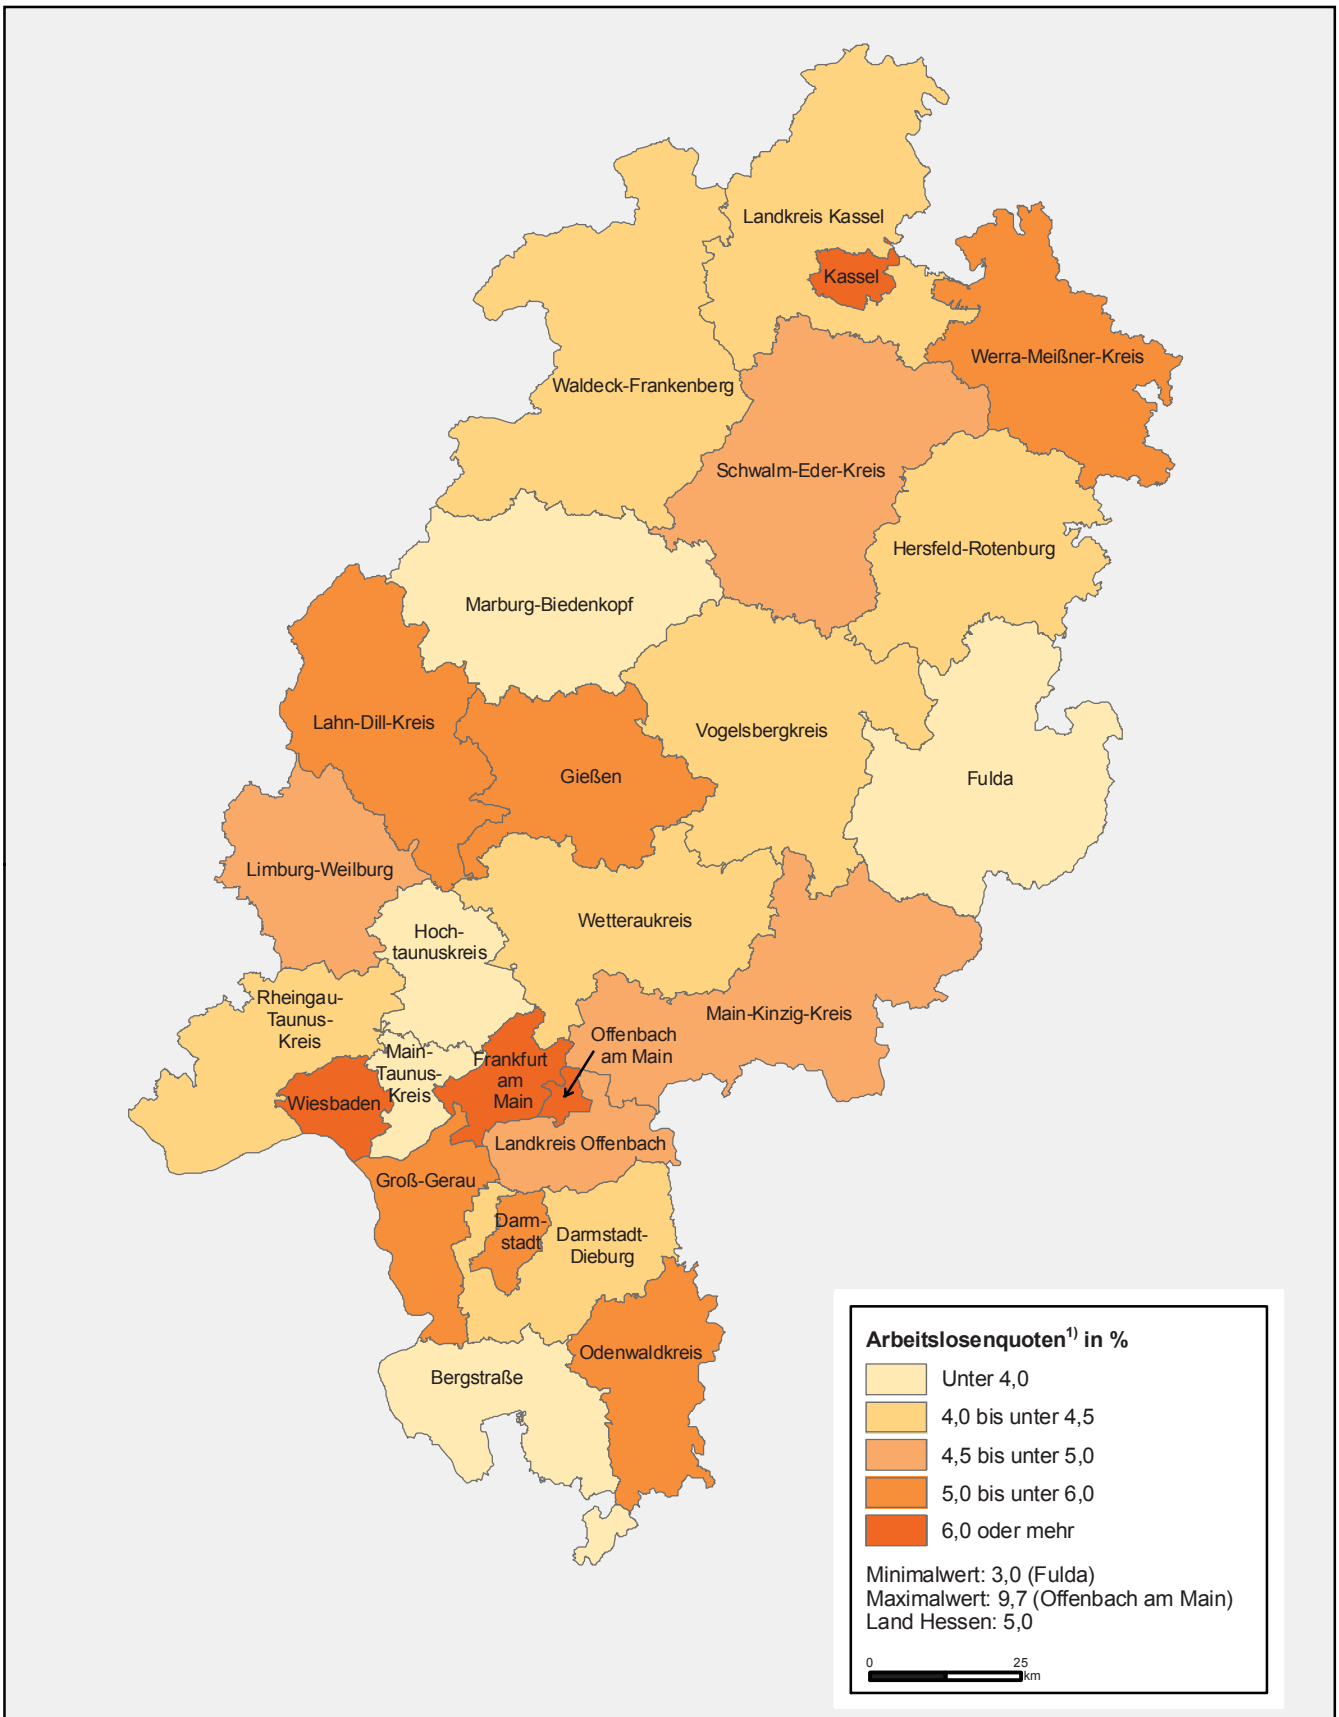 Landkreis Kassel
Kassel
Werra-Meißner-Kreis
Waldeck-Frankenberg
Schwalm-Eder-Kreis
Hersfeld-Rotenburg
Marburg-Biedenkopf
Lahn-Dill-Kreis
Vogelsbergkreis
Gießen
Fulda
Limburg-Weilburg
Wetteraukreis
Hoch-
taunuskreis
Rheingau-
Taunus-
Kreis
Main-Kinzig-Kreis
Offenbach
am Main
Main-
Taunus-
Kreis
Frankfurt
am
Main
Wiesbaden
Landkreis Offenbach
Groß-Gerau
Darm-
stadt
Darmstadt-
Dieburg
Odenwaldkreis
Bergstraße
Arbeitslosenquoten1) in %
Unter 4,0
4,0 bis unter 4,5
4,5 bis unter 5,0
5,0 bis unter 6,0
6,0 oder mehr
Minimalwert: 3,0 (Fulda)
Maximalwert: 9,7 (Offenbach am Main)
Land Hessen: 5,0
0 25
km